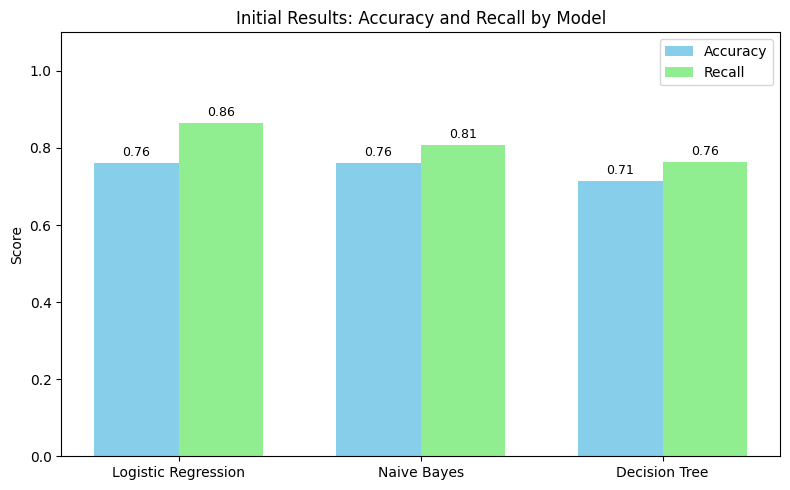 Initial Results: Accuracy and Recall by Model
Accuracy
Recall
Score
1.0
0.8
0.6
0.4
0.2
0.0
0.76
0.86
0.76
0.81
0.71
0.76
Logistic Regression
Naive Bayes
Decision Tree